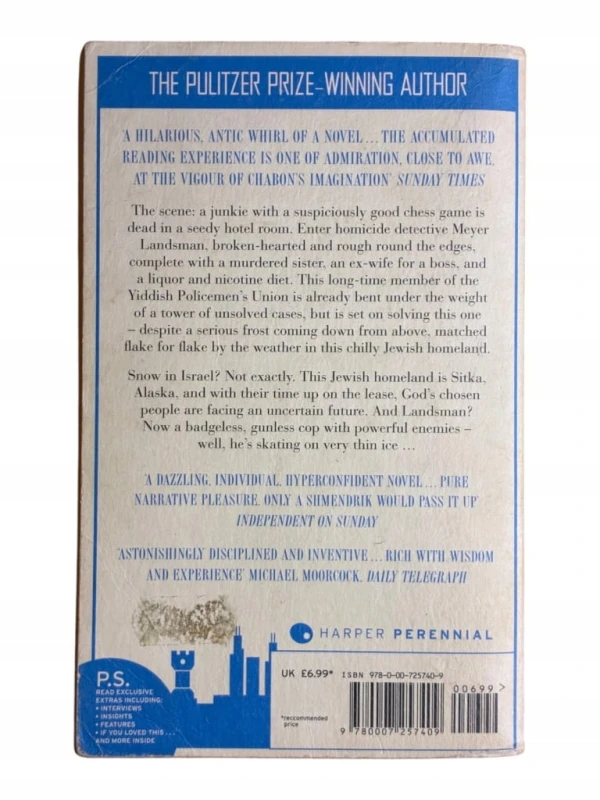 THE PULITZER PRIZE–WINNING AUTHOR
'A HILARIOUS, ANTIC WHIRL OF A NOVEL ... THE ACCUMULATED
READING EXPERIENCE IS ONE OF ADMIRATION, CLOSE TO AWE,
AT THE VIGOUR OF CHABON'S IMAGINATION' SUNDAY TIMES
The scene: a junkie with a suspiciously good chess game is
dead in a seedy hotel room. Enter homicide detective Meyer
Landsman, broken-hearted and rough round the edges,
complete with a murdered sister, an ex-wife for a boss, and
a liquor and nicotine diet. This long-time member of the
Yiddish Policemen's Union is already bent under the weight
of a tower of unsolved cases, but is set on solving this one
– despite a serious frost coming down from above, matched
flake for flake by the weather in this chilly Jewish homeland.
Snow in Israel? Not exactly. This Jewish homeland is Sitka,
Alaska, and with their time up on the lease, God's chosen
people are facing an uncertain future. And Landsman?
Now a badgeless, gunless cop with powerful enemies –
well, he's skating on very thin ice ...
'A DAZZLING, INDIVIDUAL, HYPERCONFIDENT NOVEL ... PURE
NARRATIVE PLEASURE. ONLY A SHMENDRIK WOULD PASS IT UP'
INDEPENDENT ON SUNDAY
'ASTONISHINGLY DISCIPLINED AND INVENTIVE ... RICH WITH WISDOM
AND EXPERIENCE' MICHAEL MOORCOCK, DAILY TELEGRAPH
HARPER PERENNIAL
P.S.
READ EXCLUSIVE
EXTRAS INCLUDING:
• INTERVIEWS
• INSIGHTS
• FEATURES
• IF YOU LOVED THIS ...
AND MORE INSIDE
UK £6.99* ISBN 978-0-00-725740-9
00699 >
*reccommended
price
9 780007 257409